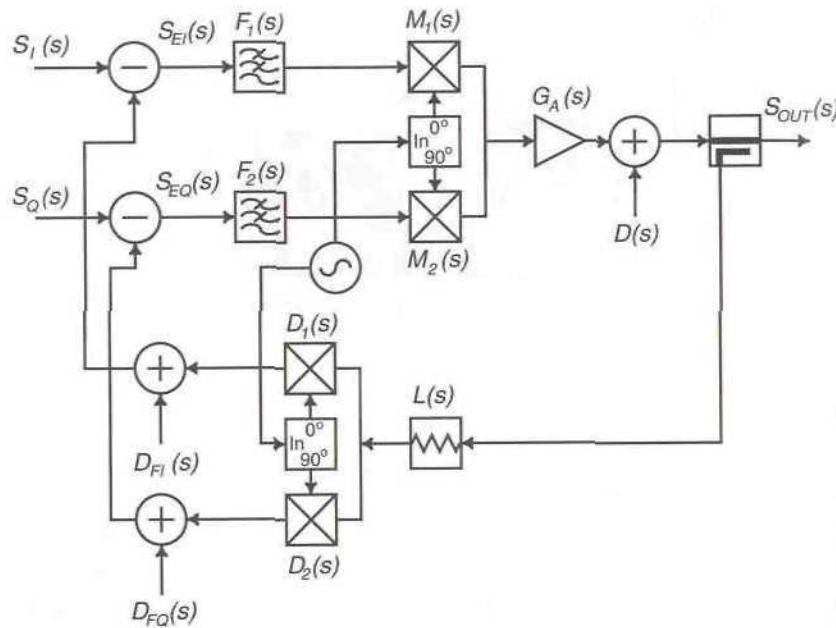 S_I (s)
S_EI(s)
F_1(s)
M_1(s)
G_A(s)
S_OUT(s)
0°
In
90°
S_Q(s)
S_EQ(s)
F_2(s)
M_2(s)
D(s)
D_1(s)
L(s)
0°
In
90°
D_FI (s)
D_2(s)
D_FQ(s)